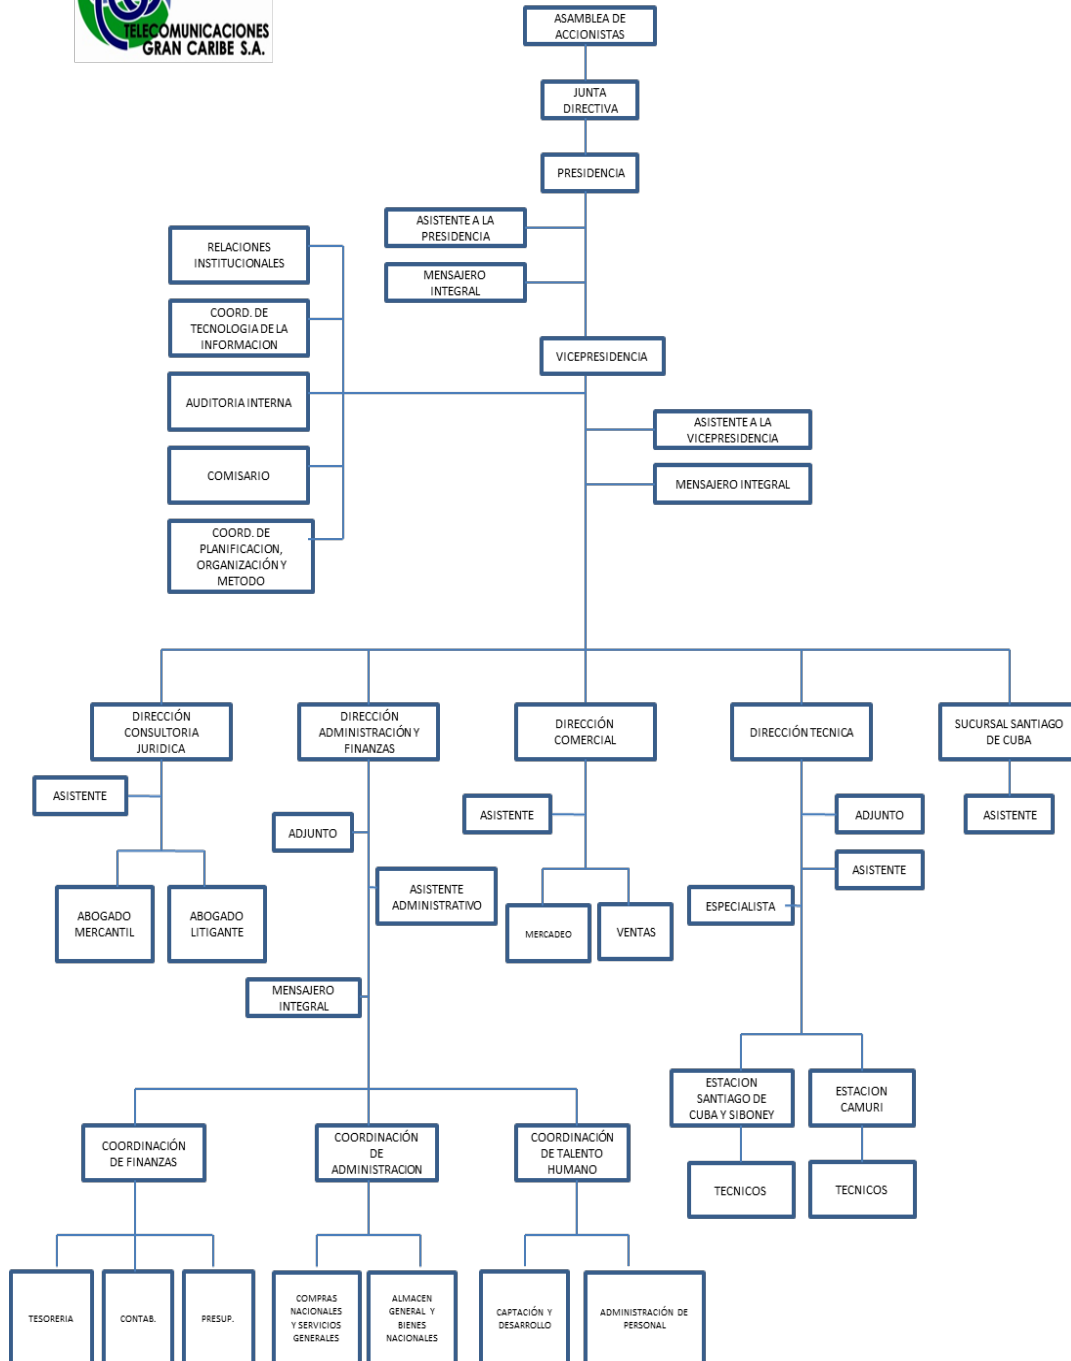 TELECOMUNICACIONES
GRAN CARIBE S.A.
ASAMBLEA DE
ACCIONISTAS
JUNTA
DIRECTIVA
PRESIDENCIA
ASISTENTE A LA
PRESIDENCIA
MENSAJERO
INTEGRAL
RELACIONES
INSTITUCIONALES
COORD. DE
TECNOLOGIA DE LA
INFORMACION
VICEPRESIDENCIA
AUDITORIA INTERNA
ASISTENTE A LA
VICEPRESIDENCIA
COMISARIO
MENSAJERO INTEGRAL
COORD. DE
PLANIFICACION,
ORGANIZACIÓN Y
METODO
DIRECCIÓN
CONSULTORIA
JURIDICA
DIRECCIÓN
ADMINISTRACIÓN Y
FINANZAS
DIRECCIÓN
COMERCIAL
DIRECCIÓN TECNICA
SUCURSAL SANTIAGO
DE CUBA
ASISTENTE
ADJUNTO
ASISTENTE
ADJUNTO
ASISTENTE
ASISTENTE
ADMINISTRATIVO
ASISTENTE
ESPECIALISTA
ABOGADO
MERCANTIL
ABOGADO
LITIGANTE
MERCADEO
VENTAS
MENSAJERO
INTEGRAL
ESTACION
SANTIAGO DE
CUBA Y SIBONEY
ESTACION
CAMURI
COORDINACIÓN
DE FINANZAS
COORDINACIÓN
DE
ADMINISTRACION
COORDINACIÓN
DE TALENTO
HUMANO
TECNICOS
TECNICOS
TESORERIA
CONTAB.
PRESUP.
COMPRAS
NACIONALES
Y SERVICIOS
GENERALES
ALMACEN
GENERAL Y
BIENES
NACIONALES
CAPTACIÓN Y
DESARROLLO
ADMINISTRACIÓN DE
PERSONAL